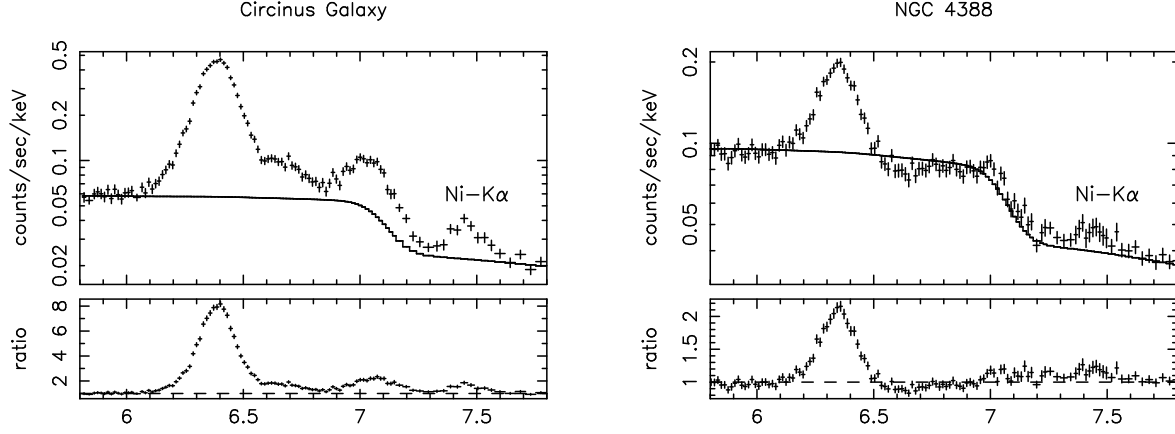 Circinus Galaxy
counts/sec/keV
0.5
0.2
0.1
0.05
0.02
Ni-Kα
ratio
8
6
4
2
6 6.5 7 7.5
NGC 4388
counts/sec/keV
0.2
0.1
0.05
Ni-Kα
ratio
2
1.5
1
6 6.5 7 7.5